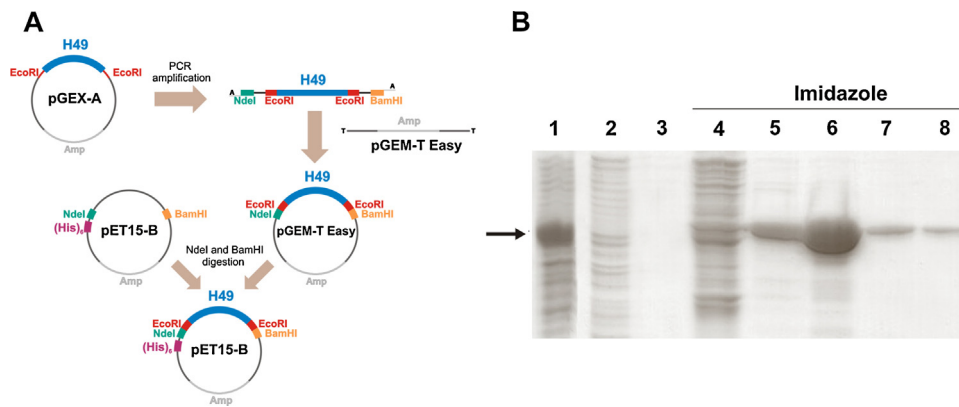 A
H49
EcoRI EcoRI
pGEX-A
Amp
PCR
amplification
H49
A A
NdeI EcoRI EcoRI BamHI
Amp
T T
pGEM-T Easy
H49
EcoRI EcoRI
NdeI BamHI
pGEM-T Easy
Amp
NdeI BamHI
(His)₆
pET15-B
Amp
NdeI and BamHI
digestion
H49
EcoRI EcoRI
NdeI BamHI
(His)₆
pET15-B
Amp
B
Imidazole
1 2 3 4 5 6 7 8